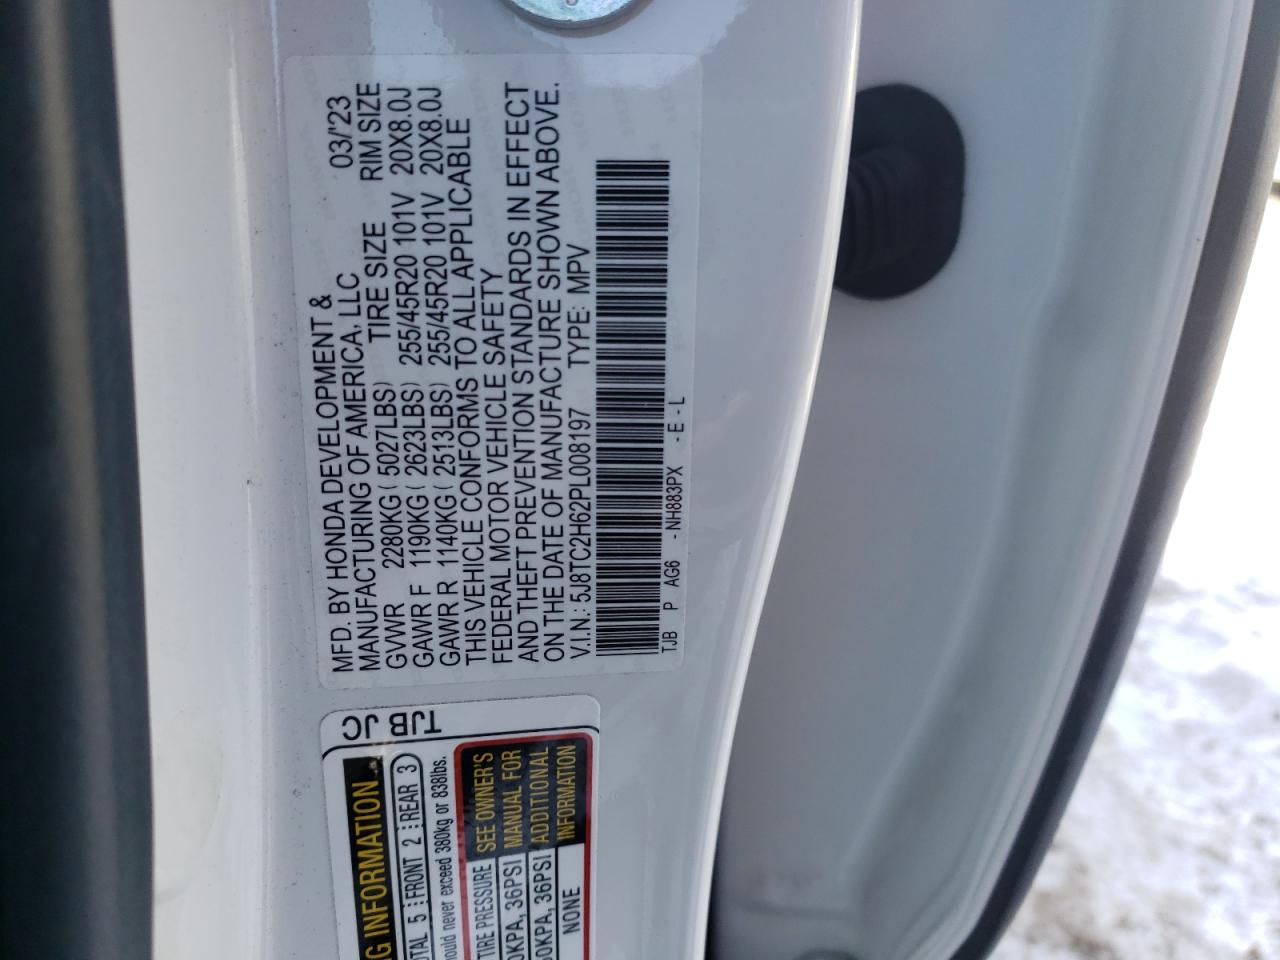 MFD. BY HONDA DEVELOPMENT &
MANUFACTURING OF AMERICA, LLC 03/'23
GVWR 2280KG ( 5027LBS) TIRE SIZE RIM SIZE
GAWR F 1190KG ( 2623LBS) 255/45R20 101V 20X8.0J
GAWR R 1140KG ( 2513LBS) 255/45R20 101V 20X8.0J
THIS VEHICLE CONFORMS TO ALL APPLICABLE
FEDERAL MOTOR VEHICLE SAFETY
AND THEFT PREVENTION STANDARDS IN EFFECT
ON THE DATE OF MANUFACTURE SHOWN ABOVE.
V.I.N.: 5J8TC2H62PL008197 TYPE: MPV
TJB P AG6 -NH883PX -E-L
TJB JC
G INFORMATION
OTAL 5 FRONT 2 REAR 3
hould never exceed 380kg or 838lbs.
TIRE PRESSURE
0KPA, 36PSI
50KPA, 36PSI
NONE
SEE OWNER'S
MANUAL FOR
ADDITIONAL
INFORMATION